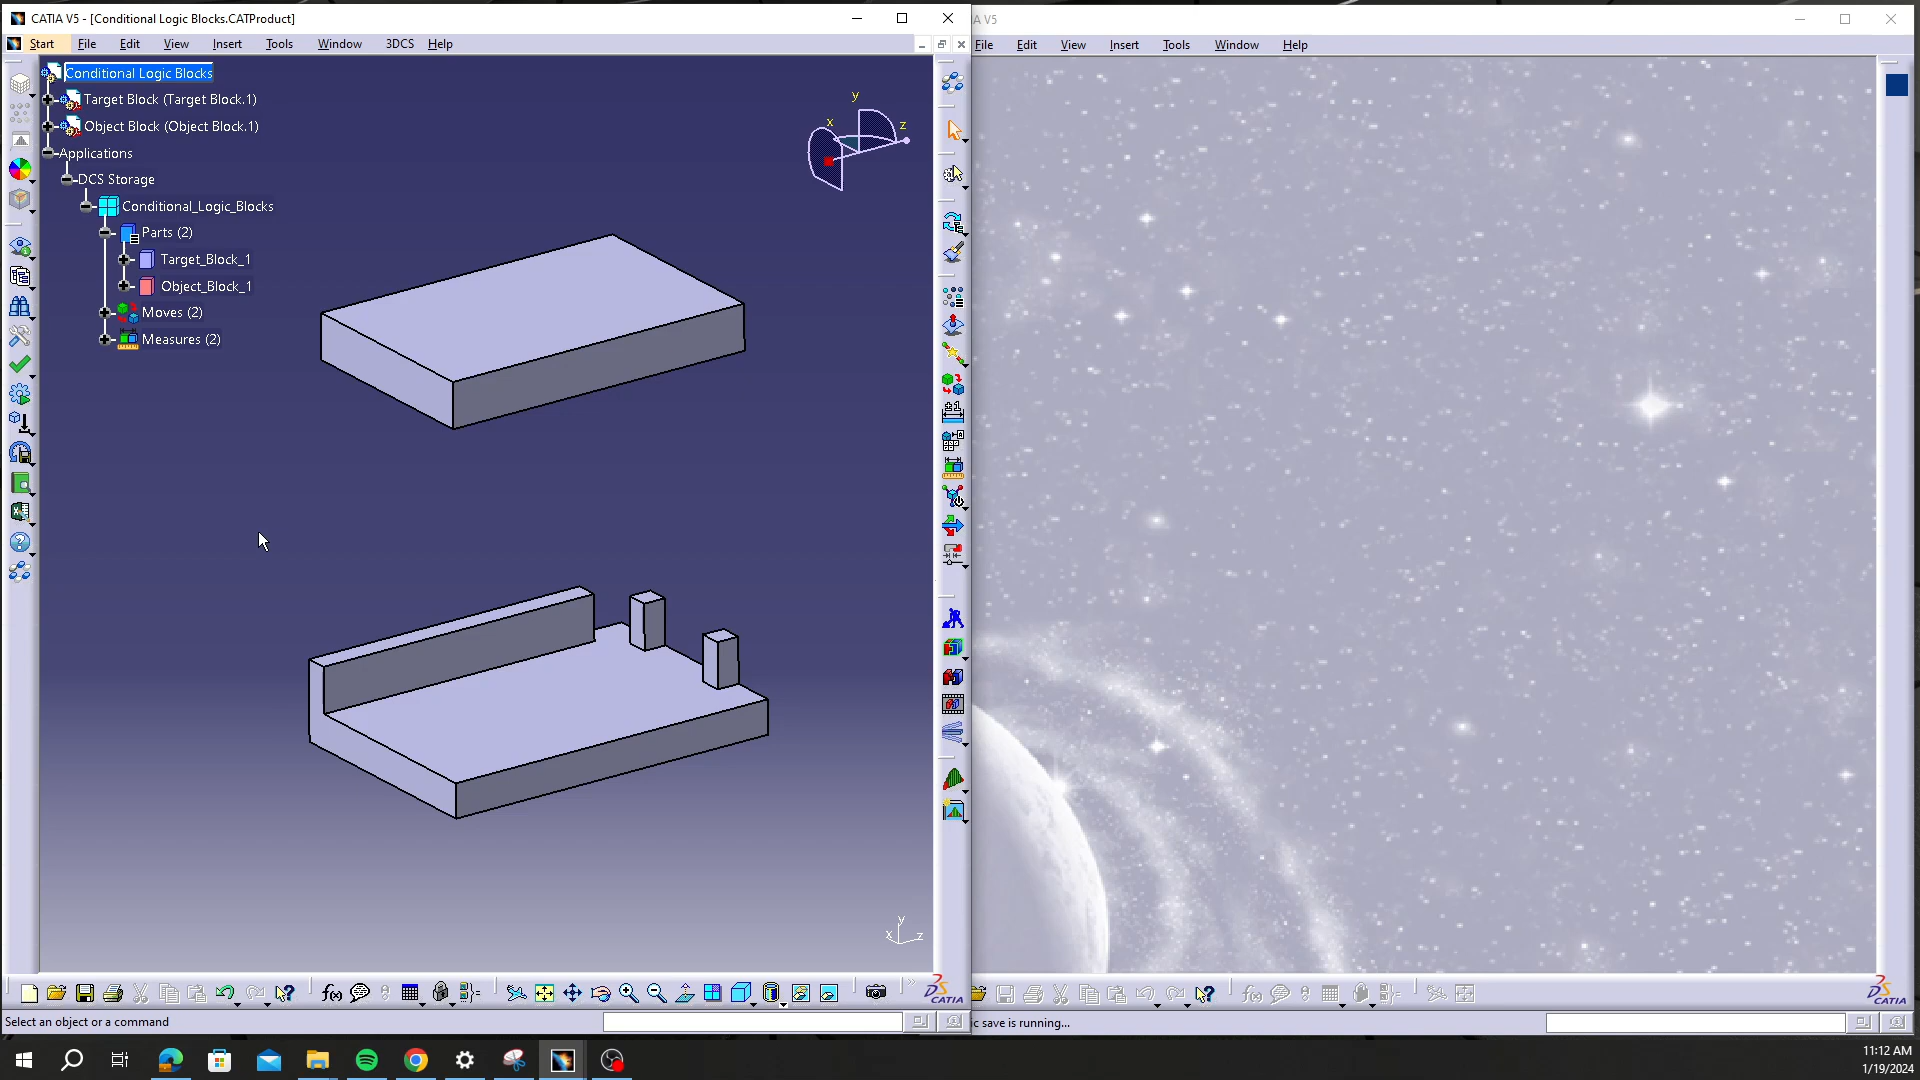 CATIA V5 - [Conditional Logic Blocks.CATProduct]
Start File Edit View Insert Tools Window 3DCS Help
Conditional Logic Blocks
Target Block (Target Block.1)
Object Block (Object Block.1)
Applications
DCS Storage
Conditional_Logic_Blocks
Parts (2)
Target_Block_1
Object_Block_1
Moves (2)
Measures (2)
y
x
z
y
x
z
CATIA
Select an object or a command
A V5
File Edit View Insert Tools Window Help
CATIA
ic save is running...
11:12 AM
1/19/2024